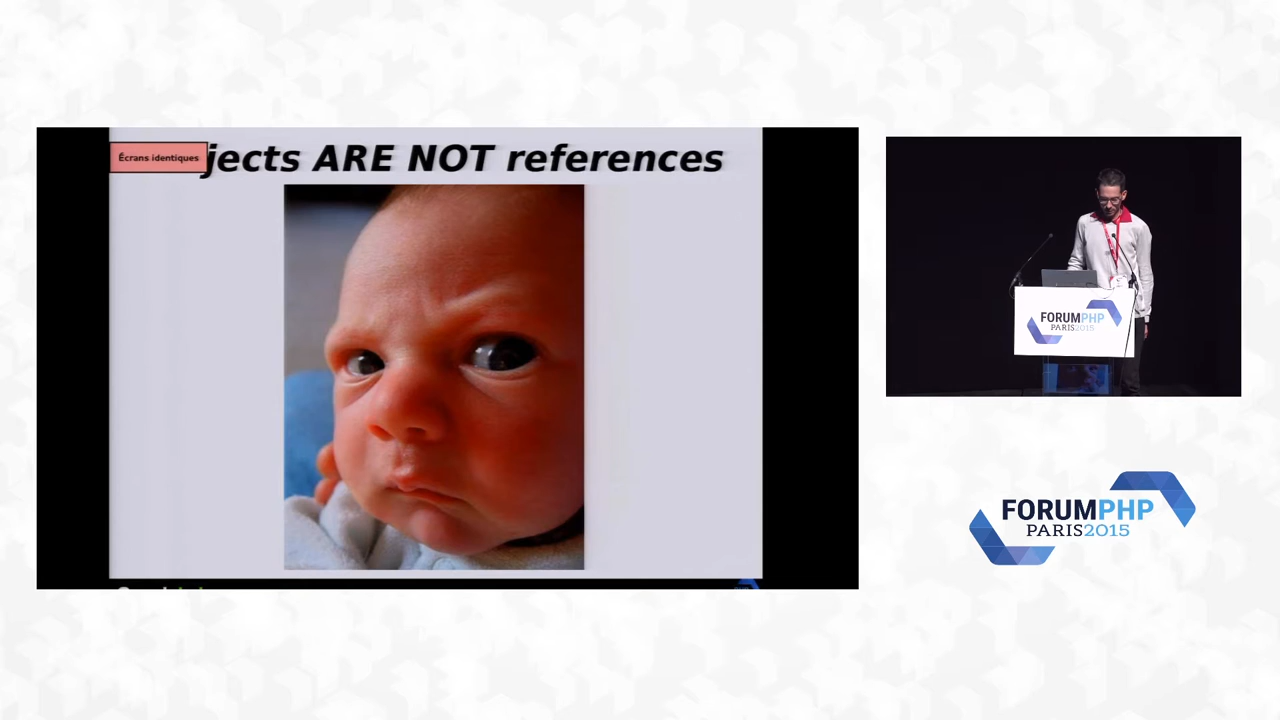 Écrans identiques
jects ARE NOT references
FORUMPHP
PARIS2015
FORUMPHP
PARIS2015